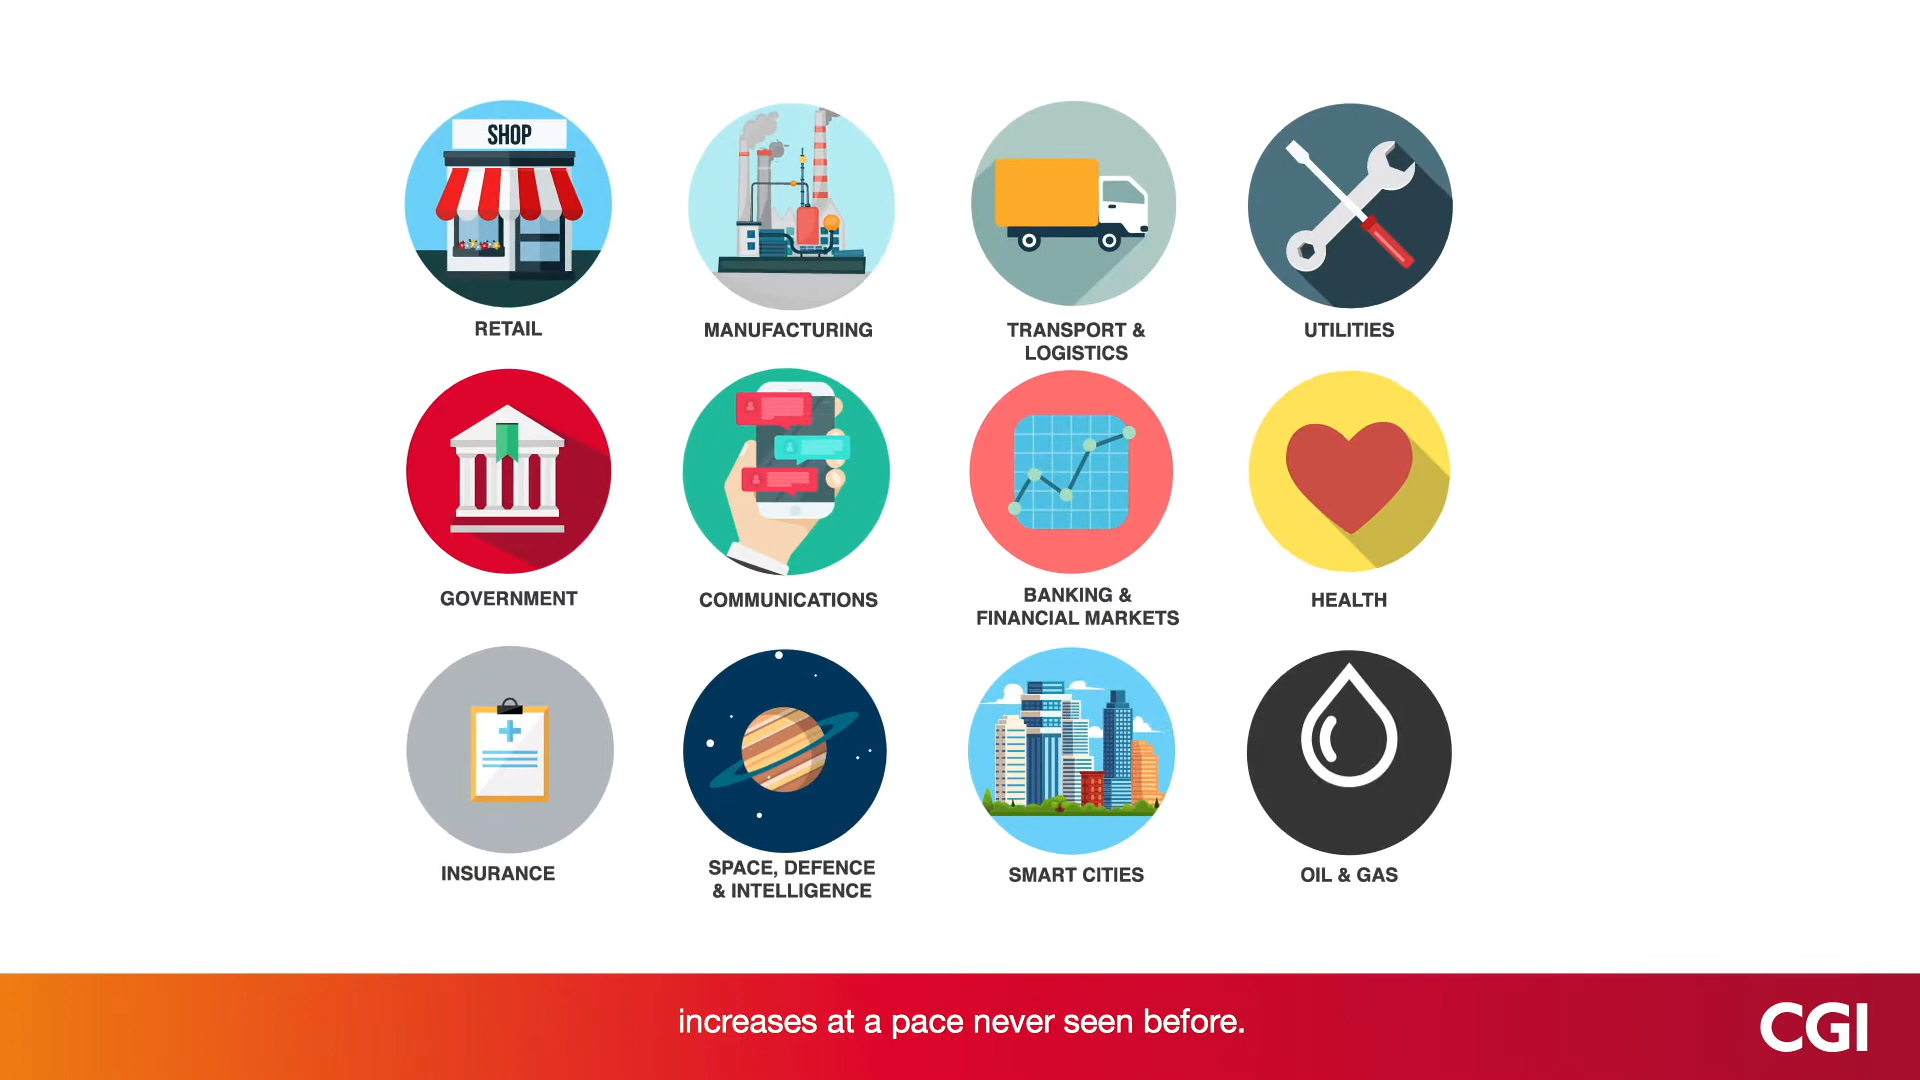 SHOP
RETAIL
MANUFACTURING
TRANSPORT &
LOGISTICS
UTILITIES
GOVERNMENT
COMMUNICATIONS
BANKING &
FINANCIAL MARKETS
HEALTH
INSURANCE
SPACE, DEFENCE
& INTELLIGENCE
SMART CITIES
OIL & GAS
increases at a pace never seen before.
CGI